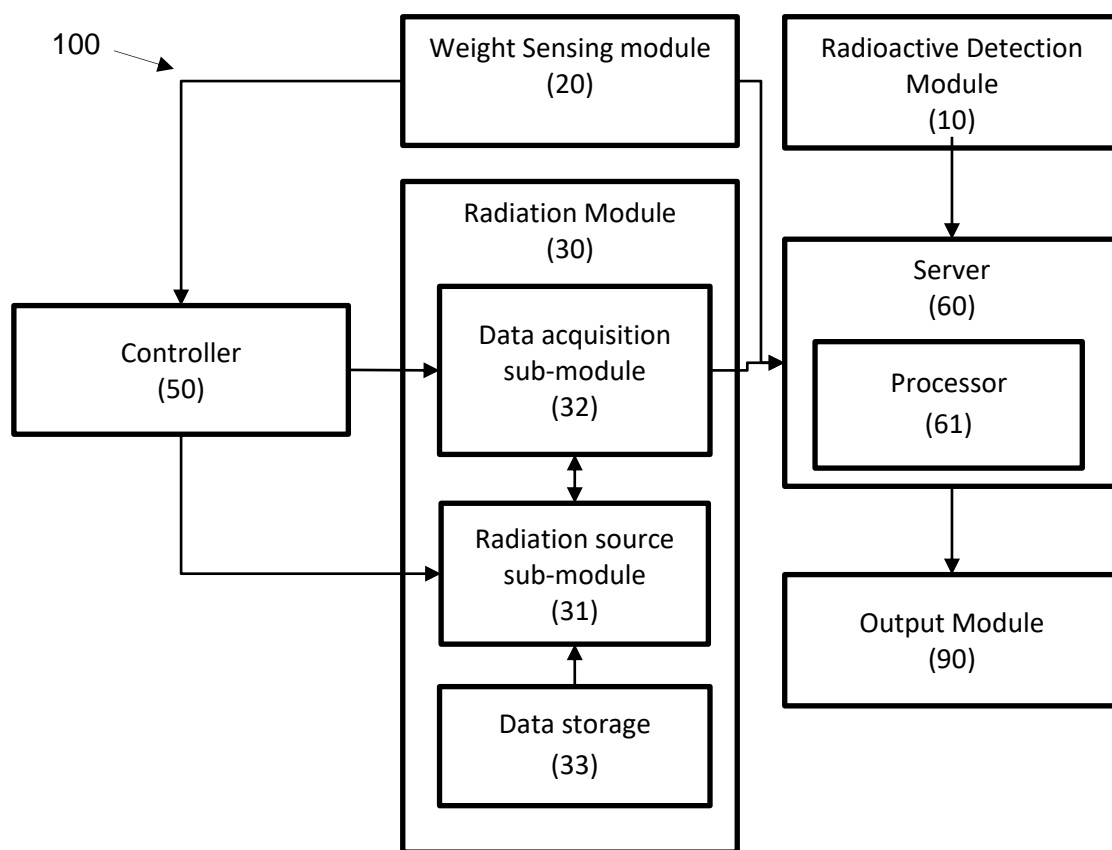 100
Weight Sensing module
(20)
Radioactive Detection
Module
(10)
Radiation Module
(30)
Server
(60)
Controller
(50)
Data acquisition
sub-module
(32)
Processor
(61)
Radiation source
sub-module
(31)
Output Module
(90)
Data storage
(33)